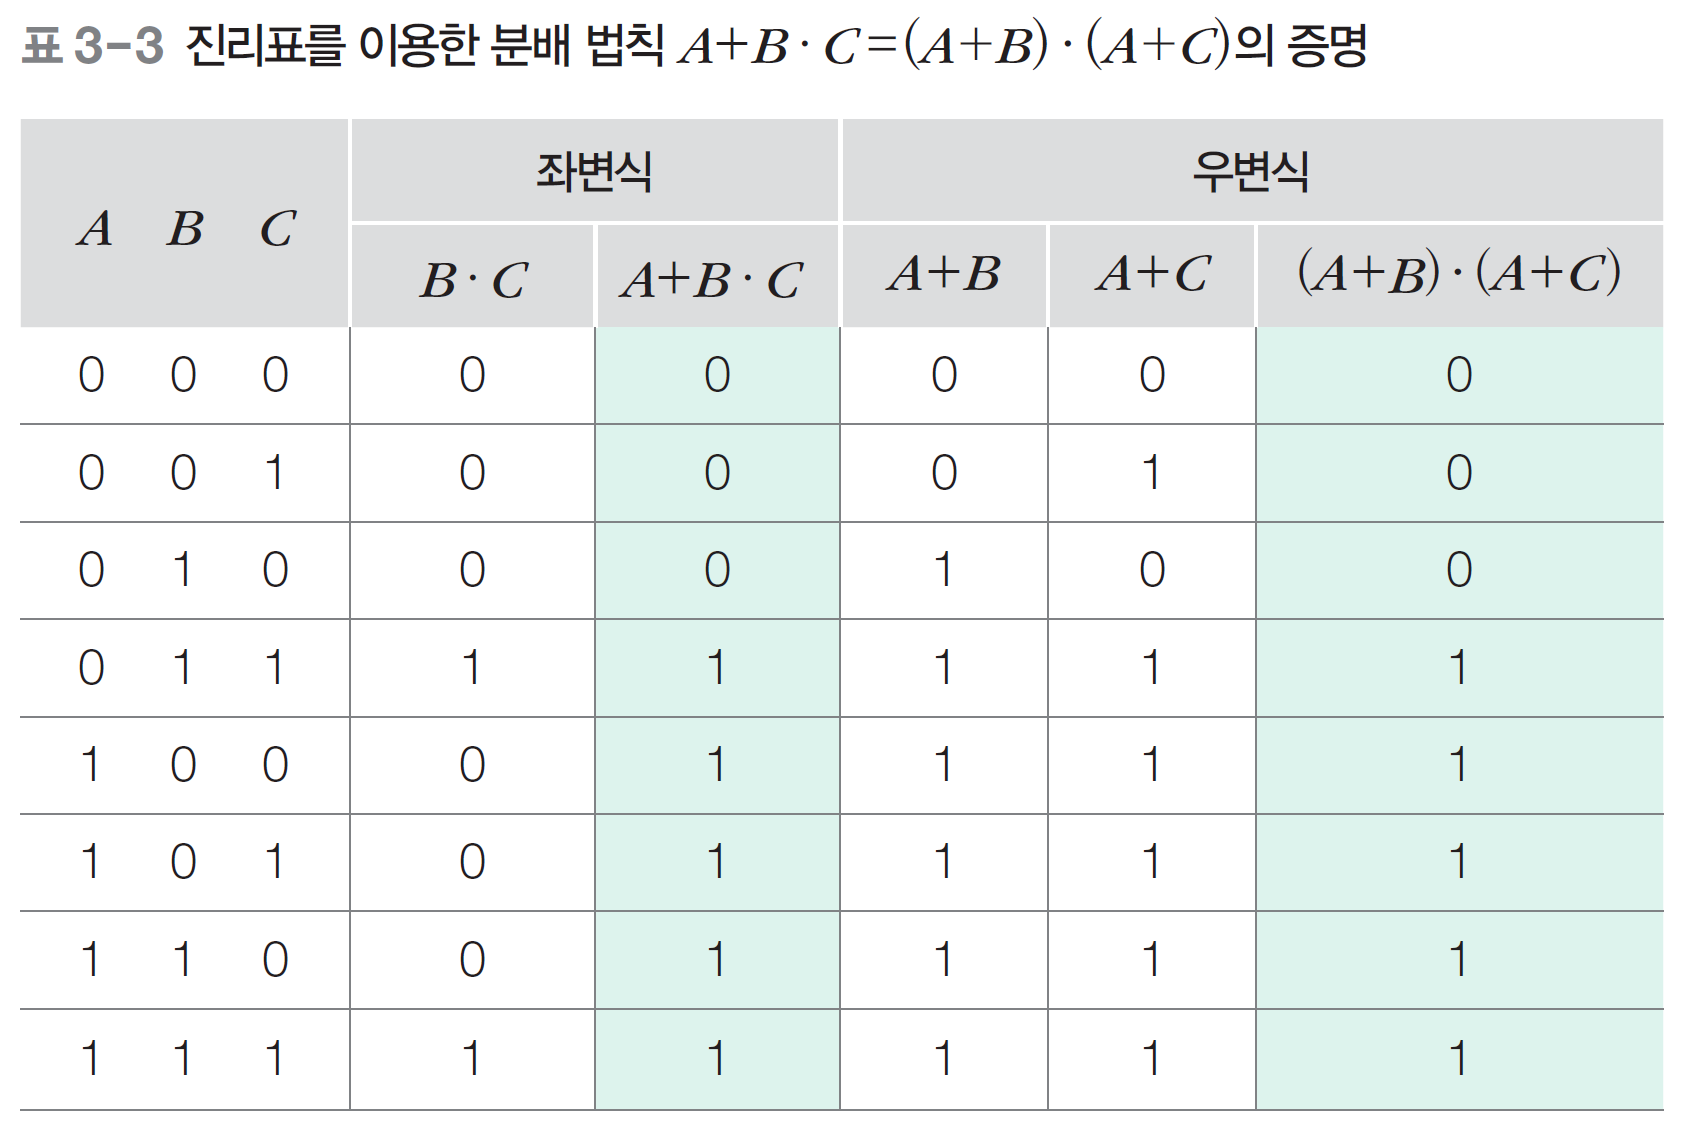 표 3-3 진리표를 이용한 분배 법칙 A+B·C=(A+B)·(A+C)의 증명
A B C 좌변식 우변식
B·C A+B·C A+B A+C (A+B)·(A+C)
0 0 0 0 0 0 0 0
0 0 1 0 0 0 1 0
0 1 0 0 0 1 0 0
0 1 1 1 1 1 1 1
1 0 0 0 1 1 1 1
1 0 1 0 1 1 1 1
1 1 0 0 1 1 1 1
1 1 1 1 1 1 1 1